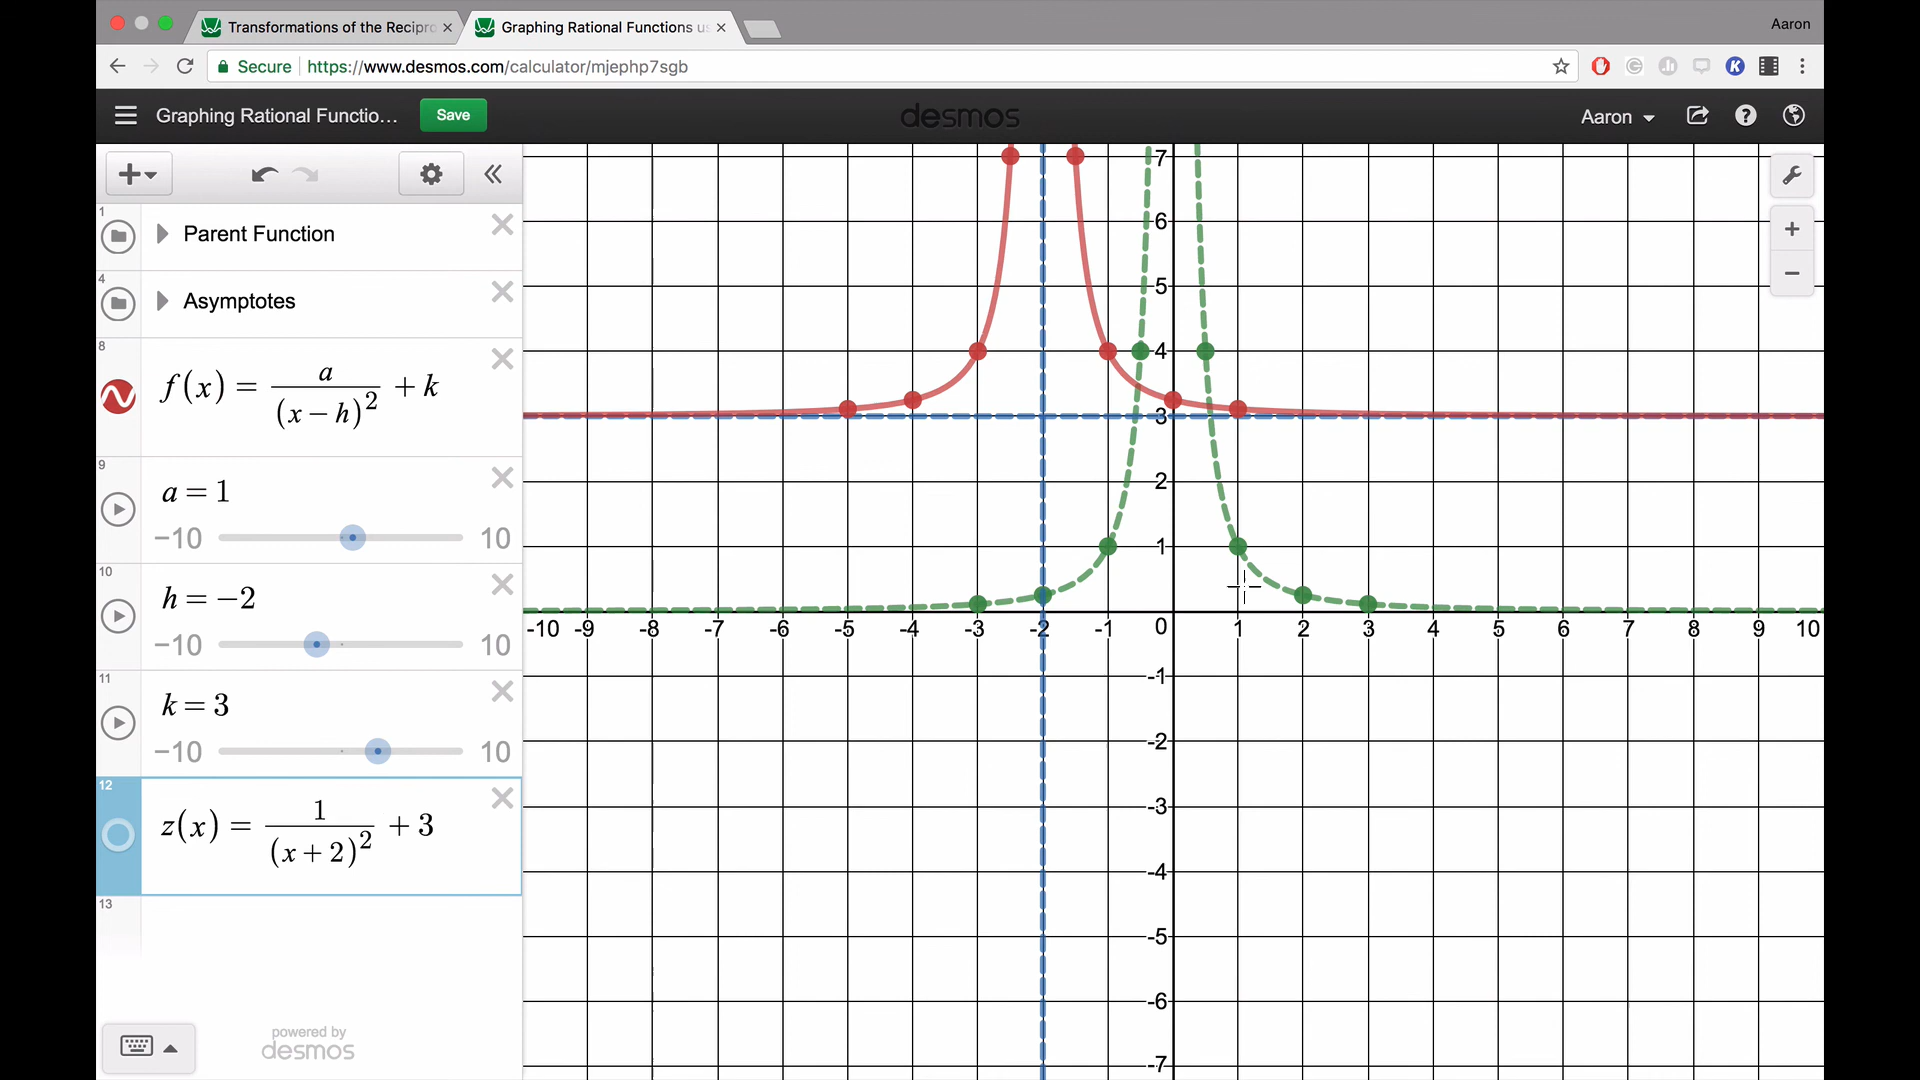 Aaron
Transformations of the Recipro
Graphing Rational Functions u
Secure https://www.desmos.com/calculator/mjephp7sgb
Graphing Rational Functio... Save desmos Aaron
1 Parent Function
4 Asymptotes
8 f(x) = a/(x−h)² + k
9 a = 1
−10 10
10 h = −2
−10 10
11 k = 3
−10 10
12 z(x) = 1/(x+2)² + 3
13
powered by
desmos
7
6
5
4
3
2
1
-10 -9 -8 -7 -6 -5 -4 -3 -2 -1 0 1 2 3 4 5 6 7 8 9 10
-1
-2
-3
-4
-5
-6
-7